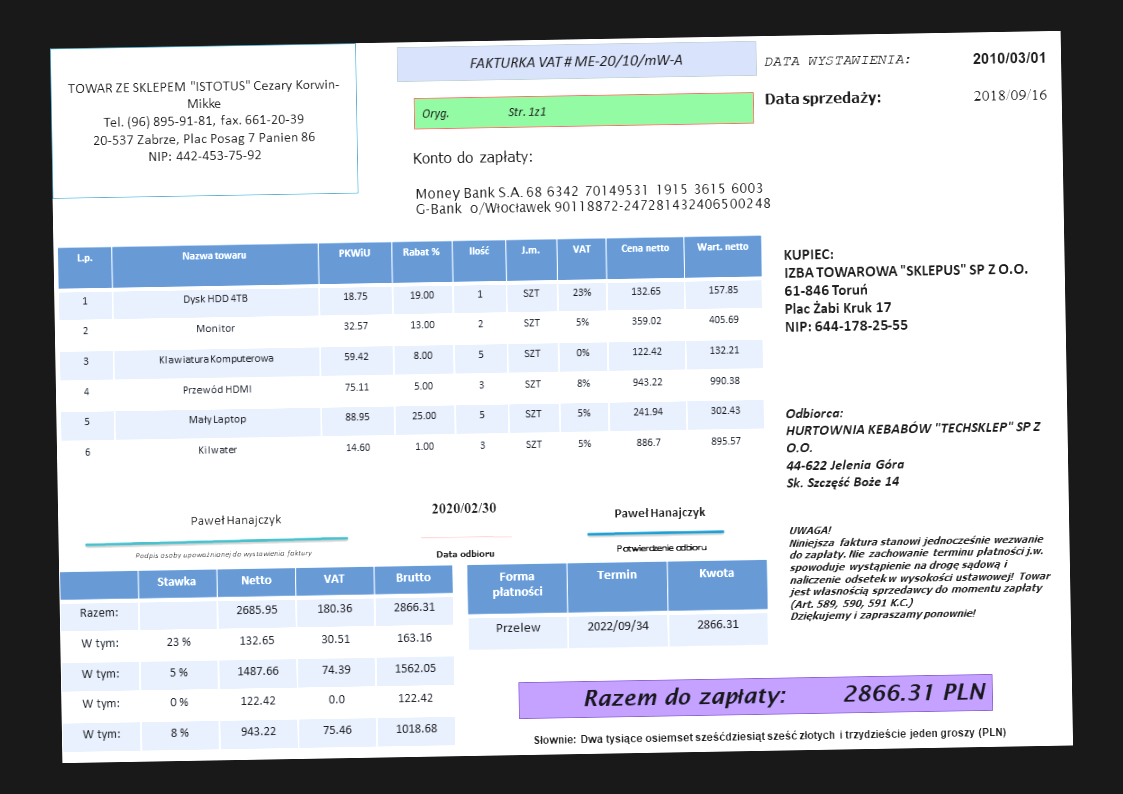 TOWAR ZE SKLEPEM "ISTOTUS" Cezary Korwin-
Mikke
Tel. (96) 895-91-81, fax. 661-20-39
20-537 Zabrze, Plac Posag 7 Panien 86
NIP: 442-453-75-92
FAKTURKA VAT # ME-20/10/mW-A
Oryg. Str. 1z1
DATA WYSTAWIENIA: 2010/03/01
Data sprzedaży: 2018/09/16
Konto do zapłaty:
Money Bank S.A. 68 6342 70149531 1915 3615 6003
G-Bank o/Włocławek 90118872-247281432406500248
L.p. Nazwa towaru PKWiU Rabat % Ilość J.m. VAT Cena netto Wart. netto
1 Dysk HDD 4TB 18.75 19.00 1 SZT 23% 132.65 157.85
2 Monitor 32.57 13.00 2 SZT 5% 359.02 405.69
3 Klawiatura Komputerowa 59.42 8.00 5 SZT 0% 122.42 132.21
4 Przewód HDMI 75.11 5.00 3 SZT 8% 943.22 990.38
5 Mały Laptop 88.95 25.00 5 SZT 5% 241.94 302.43
6 Kilwater 14.60 1.00 3 SZT 5% 886.7 895.57
KUPIEC:
IZBA TOWAROWA "SKLEPUS" SP Z O.O.
61-846 Toruń
Plac Żabi Kruk 17
NIP: 644-178-25-55
Odbiorca:
HURTOWNIA KEBABÓW "TECHSKLEP" SP Z
O.O.
44-622 Jelenia Góra
Sk. Szczęść Boże 14
Paweł Hanajczyk
Podpis osoby upoważnionej do wystawienia faktury
2020/02/30
Data odbioru
Paweł Hanajczyk
Potwierdzenie odbioru
UWAGA!
Niniejsza faktura stanowi jednocześnie wezwanie
do zapłaty. Nie zachowanie terminu płatności j.w.
spowoduje wystąpienie na drogę sądową i
naliczenie odsetek w wysokości ustawowej! Towar
jest własnością sprzedawcy do momentu zapłaty
(Art. 589, 590, 591 K.C.)
Dziękujemy i zapraszamy ponownie!
Stawka Netto VAT Brutto
Razem: 2685.95 180.36 2866.31
W tym: 23 % 132.65 30.51 163.16
W tym: 5 % 1487.66 74.39 1562.05
W tym: 0 % 122.42 0.0 122.42
W tym: 8 % 943.22 75.46 1018.68
Forma Termin Kwota
płatności
Przelew 2022/09/34 2866.31
Razem do zapłaty: 2866.31 PLN
Słownie: Dwa tysiące osiemset sześćdziesiąt sześć złotych i trzydzieście jeden groszy (PLN)